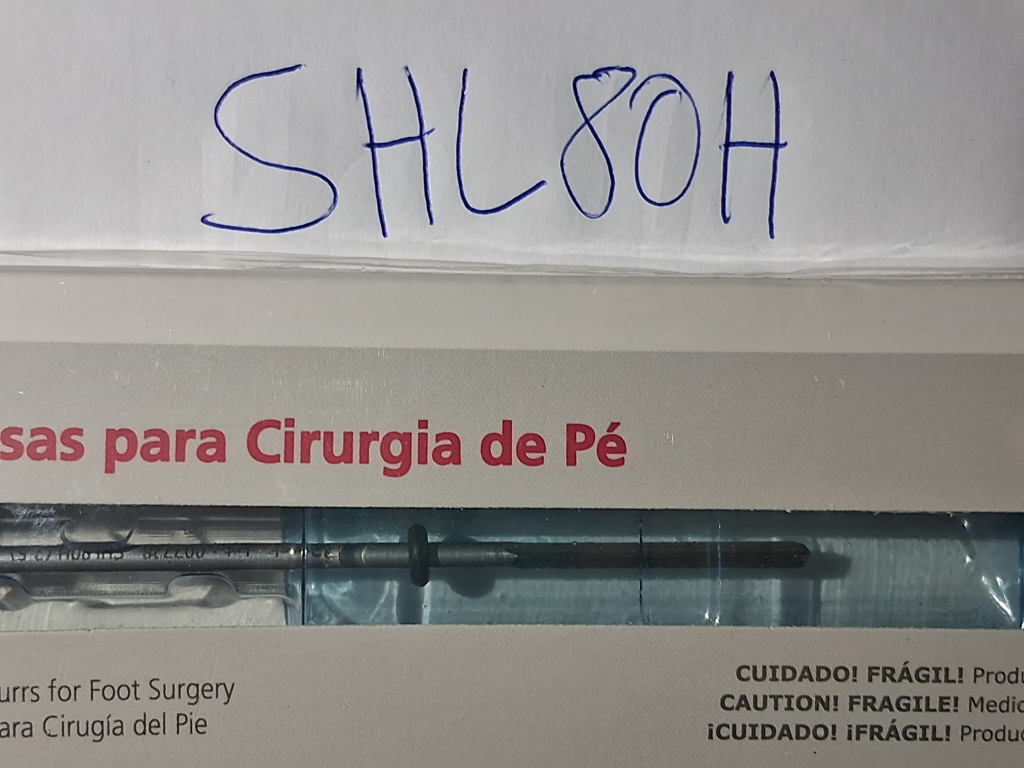 SHL80H
sas para Cirurgia de Pé
urrs for Foot Surgery
ara Cirugía del Pie
CUIDADO! FRÁGIL! Produ
CAUTION! FRAGILE! Medic
¡CUIDADO! ¡FRÁGIL! Produc